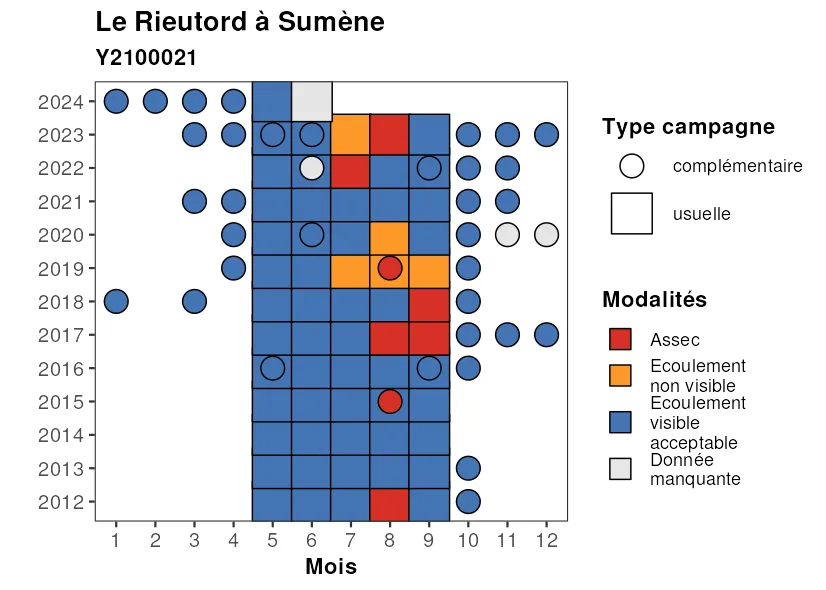 Le Rieutord à Sumène
Y2100021
2024
2023
2022
2021
2020
2019
2018
2017
2016
2015
2014
2013
2012
1 2 3 4 5 6 7 8 9 10 11 12
Mois
Type campagne
complémentaire
usuelle
Modalités
Assec
Ecoulement
non visible
Ecoulement
visible
acceptable
Donnée
manquante